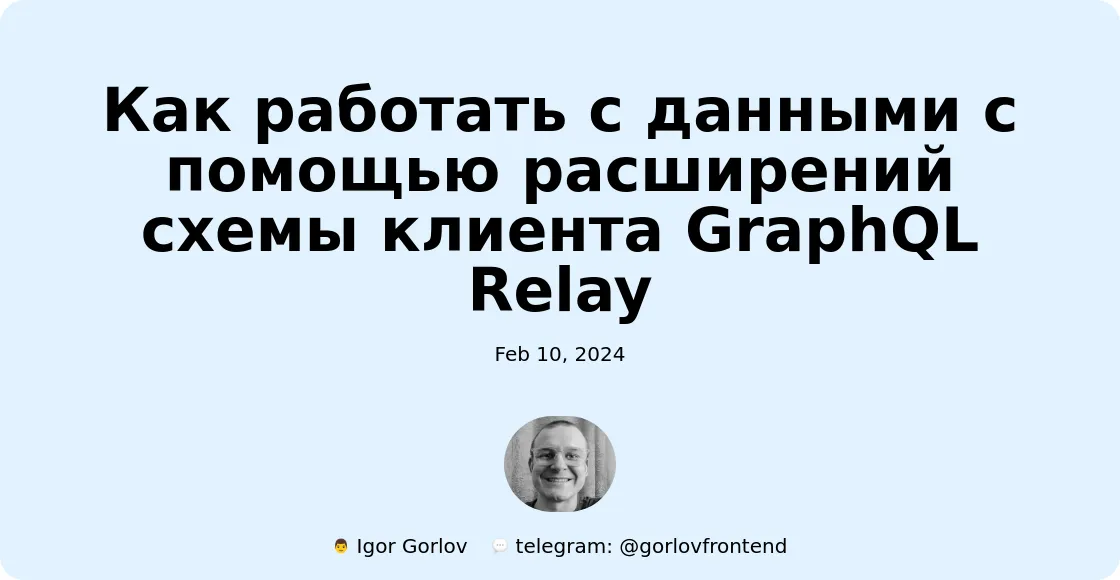 Как работать с данными с
помощью расширений
схемы клиента GraphQL
Relay
Feb 10, 2024
Igor Gorlov telegram: @gorlovfrontend